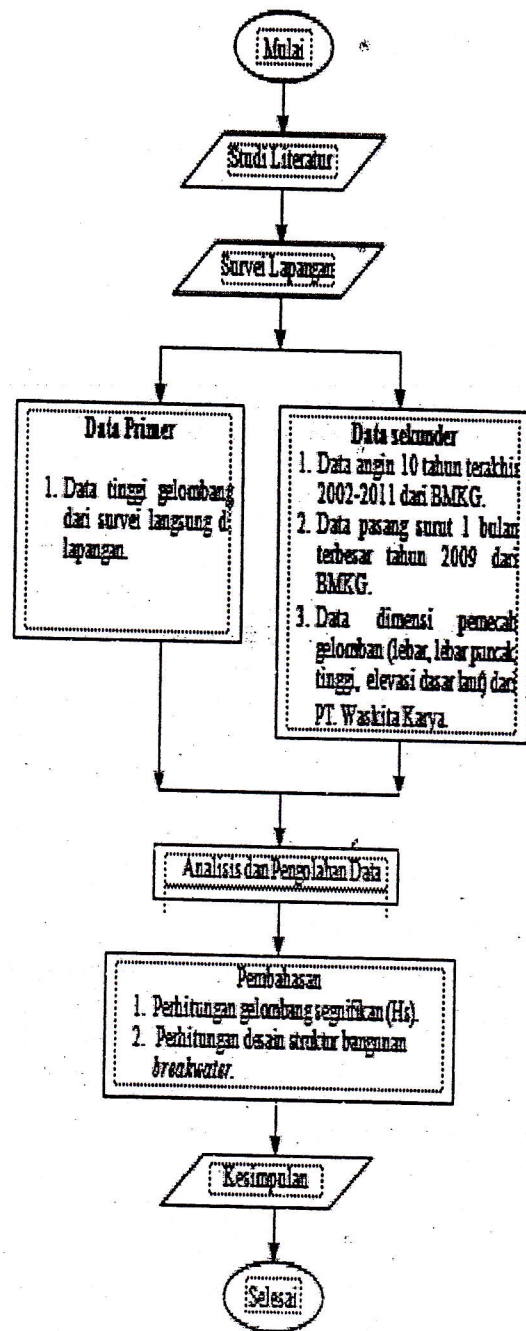 Mulai
Studi Literatur
Survei Lapangan
Data Primer
1. Data tinggi gelombang
dari survei langsung di
lapangan.
Data sekunder
1. Data angin 10 tahun terakhis
2002-2011 dari BMKG.
2. Data pasang surut 1 bulan
terbesar tahun 2009 dari
BMKG.
3. Data dimensi pemecah
gelomban (lebar, lebar puncak
tinggi, elevasi dasar laut) dari
PT. Waskita Karya.
Analisis dan Pengolahan Data
Pembahasan
1. Perhitungan gelombang segnifikan (Hs).
2. Perhitungan desain struktur bangunan
breakwater.
Kesimpulan
Selesai